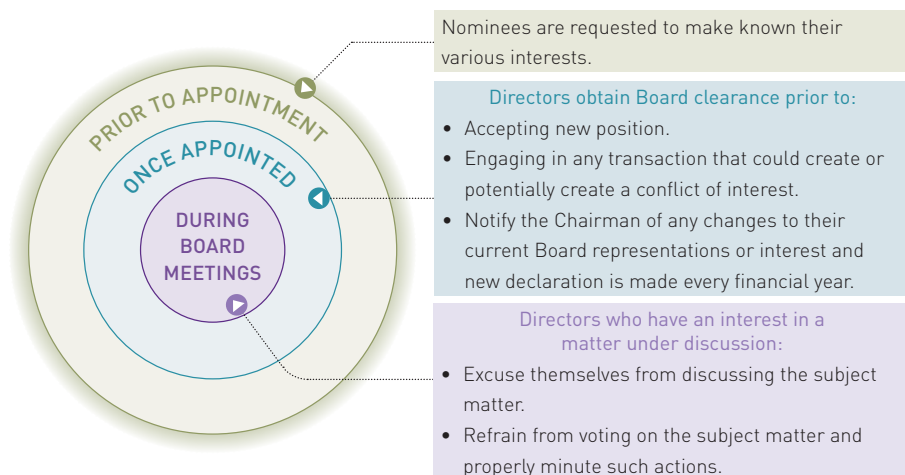 PRIOR TO APPOINTMENT
ONCE APPOINTED
DURING
BOARD
MEETINGS
Nominees are requested to make known their
various interests.
Directors obtain Board clearance prior to:
• Accepting new position.
• Engaging in any transaction that could create or
potentially create a conflict of interest.
• Notify the Chairman of any changes to their
current Board representations or interest and
new declaration is made every financial year.
Directors who have an interest in a
matter under discussion:
• Excuse themselves from discussing the subject
matter.
• Refrain from voting on the subject matter and
properly minute such actions.